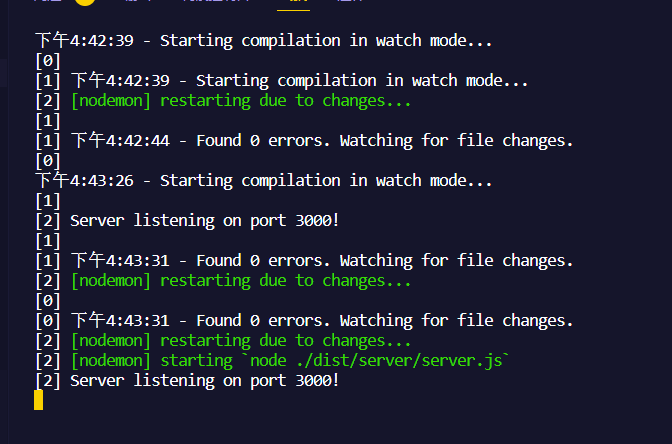 下午4:42:39 - Starting compilation in watch mode...
[0]
[1] 下午4:42:39 - Starting compilation in watch mode...
[2] [nodemon] restarting due to changes...
[1]
[1] 下午4:42:44 - Found 0 errors. Watching for file changes.
[0]
下午4:43:26 - Starting compilation in watch mode...
[1]
[2] Server listening on port 3000!
[1]
[1] 下午4:43:31 - Found 0 errors. Watching for file changes.
[2] [nodemon] restarting due to changes...
[0]
[0] 下午4:43:31 - Found 0 errors. Watching for file changes.
[2] [nodemon] restarting due to changes...
[2] [nodemon] starting `node ./dist/server/server.js`
[2] Server listening on port 3000!